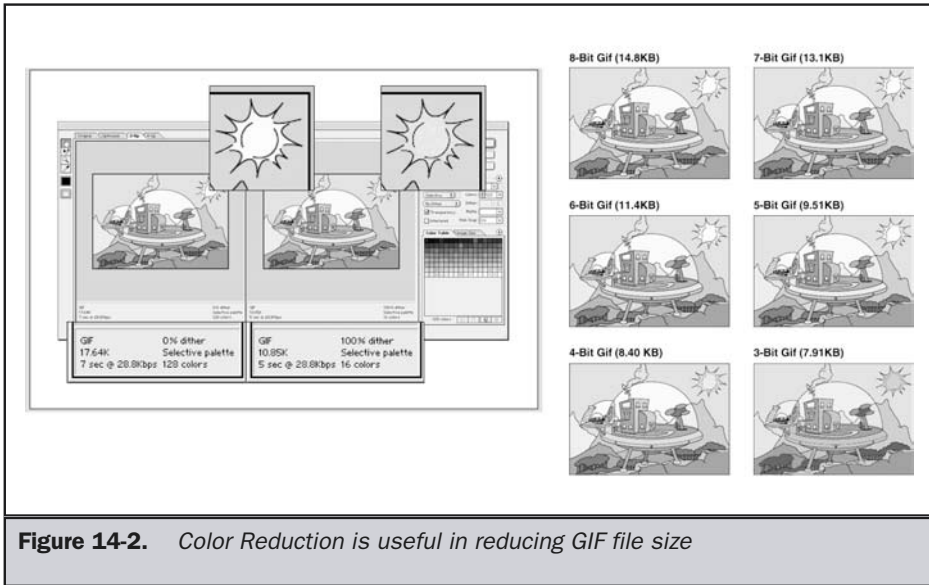 8-Bit Gif (14.8KB)
7-Bit Gif (13.1KB)
6-Bit Gif (11.4KB)
5-Bit Gif (9.51KB)
4-Bit Gif (8.40 KB)
3-Bit Gif (7.91KB)
Color Table
GIF 0% dither
17.64K Selective palette
7 sec @ 28.8Kbps 128 colors
GIF 100% dither
10.85K Selective palette
5 sec @ 28.8Kbps 16 colors
Figure 14-2. Color Reduction is useful in reducing GIF file size